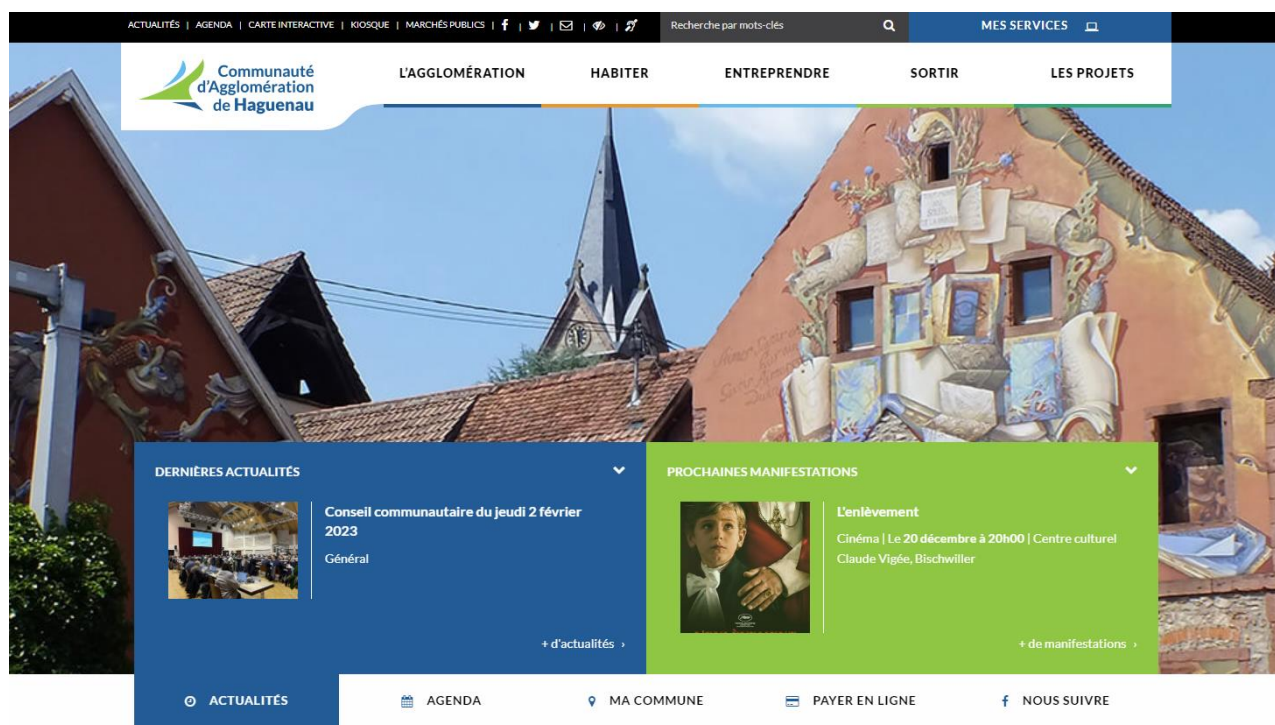 ACTUALITÉS | AGENDA | CARTE INTERACTIVE | KIOSQUE | MARCHÉS PUBLICS |
Recherche par mots-clés
MES SERVICES
Communauté
d'Agglomération
de Haguenau
L'AGGLOMÉRATION
HABITER
ENTREPRENDRE
SORTIR
LES PROJETS
DERNIÈRES ACTUALITÉS
Conseil communautaire du jeudi 2 février
2023
Général
+ d'actualités ›
PROCHAINES MANIFESTATIONS
L'enlèvement
Cinéma | Le 20 décembre à 20h00 | Centre culturel
Claude Vigée, Bischwiller
+ de manifestations ›
ACTUALITÉS
AGENDA
MA COMMUNE
PAYER EN LIGNE
NOUS SUIVRE